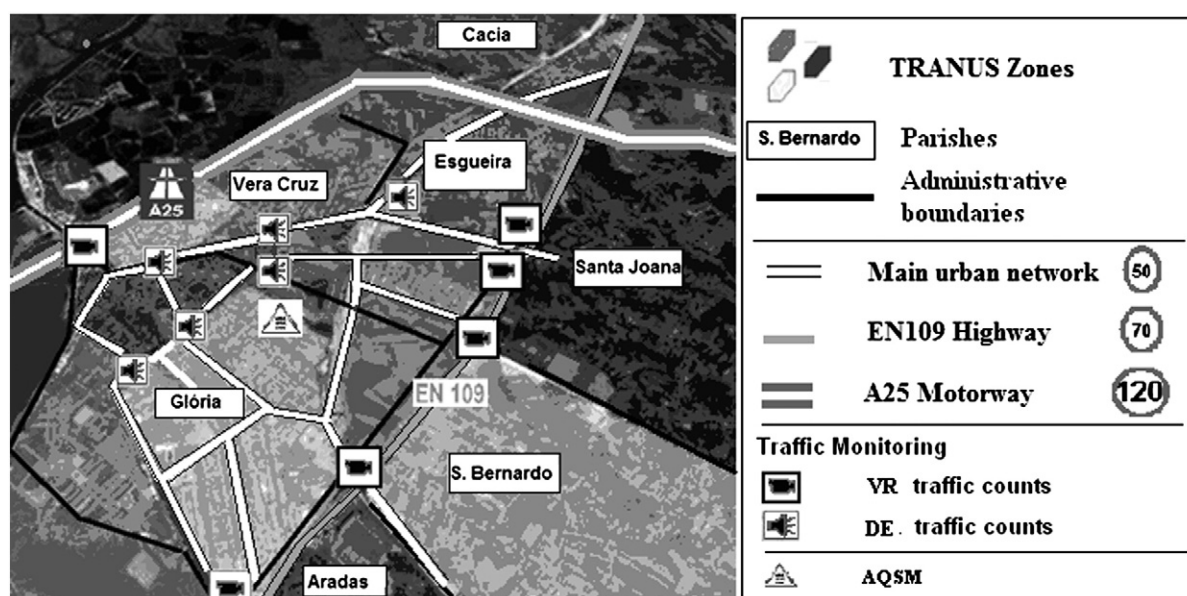 Cacia
Esgueira
Vera Cruz
A25
Santa Joana
EN 109
Glória
S. Bernardo
Aradas
TRANUS Zones
S. Bernardo Parishes
Administrative
boundaries
Main urban network 50
EN109 Highway 70
A25 Motorway 120
Traffic Monitoring
VR traffic counts
DE. traffic counts
AQSM